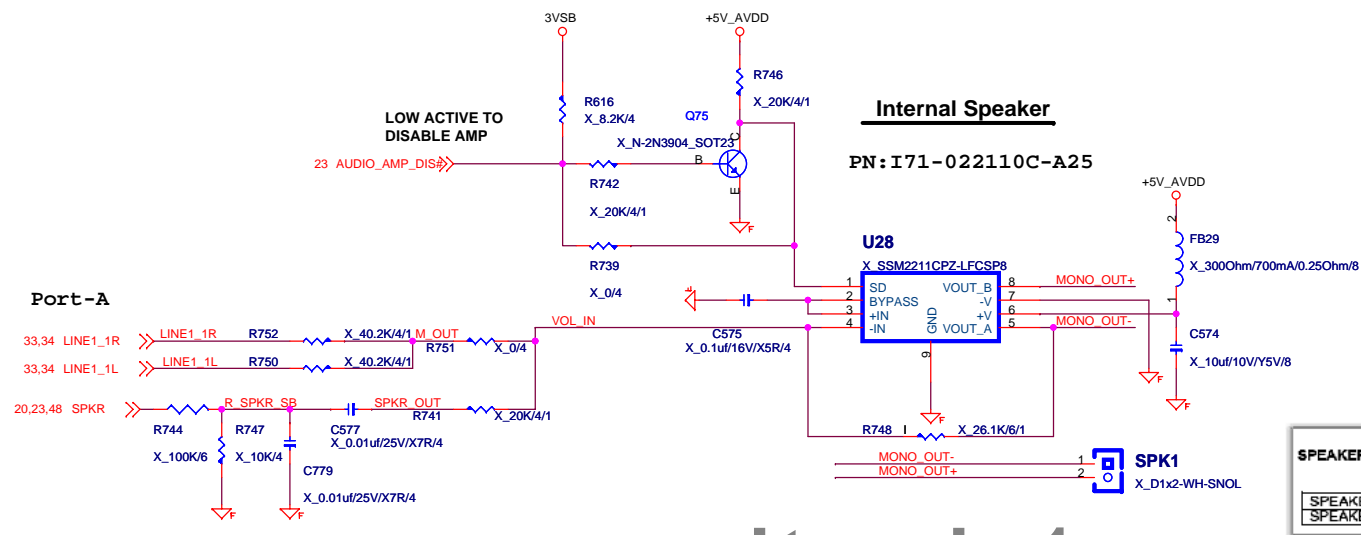 3VSB
+5V_AVDD
R616
X_8.2K/4
R746
X_20K/4/1
LOW ACTIVE TO
DISABLE AMP
Q75
X_N-2N3904_SOT23
C
B
E
Internal Speaker
PN:I71-022110C-A25
23 AUDIO_AMP_DIS#
R742
X_20K/4/1
F
R739
X_0/4
+5V_AVDD
2
FB29
X_300Ohm/700mA/0.25Ohm/8
1
U28
X_SSM2211CPZ-LFCSP8
1 SD VOUT_B 8 MONO_OUT+
2 BYPASS -V 7
3 +IN +V 6
4 -IN GND VOUT_A 5 MONO_OUT-
9
F
C575
X_0.1uf/16V/X5R/4
C574
X_10uf/10V/Y5V/8
F
F
F
Port-A
33,34 LINE1_1R LINE1_1R R752 X_40.2K/4/1 M_OUT R751 X_0/4 VOL_IN
33,34 LINE1_1L LINE1_1L R750 X_40.2K/4/1
20,23,48 SPKR R_SPKR_SB SPKR_OUT R741 X_20K/4/1
R744
X_100K/6
R747
X_10K/4
C577
X_0.01uf/25V/X7R/4
C779
X_0.01uf/25V/X7R/4
F
F
R748 I X_26.1K/6/1
MONO_OUT- 1
MONO_OUT+ 2
SPK1
X_D1x2-WH-SNOL